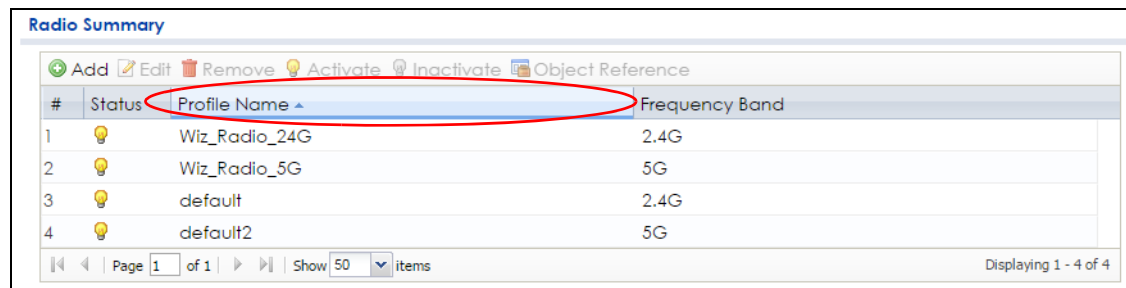 Radio Summary
Add Edit Remove Activate Inactivate Object Reference
# Status Profile Name Frequency Band
1 Wiz_Radio_24G 2.4G
2 Wiz_Radio_5G 5G
3 default 2.4G
4 default2 5G
Page 1 of 1 Show 50 items Displaying 1 - 4 of 4